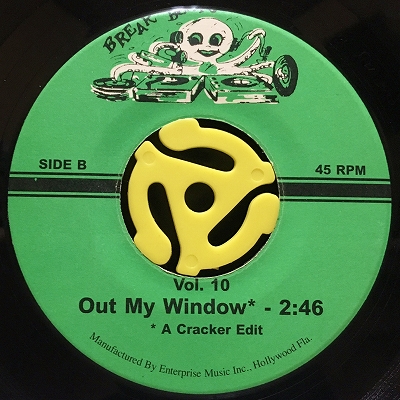 BREAK
SIDE B
45 RPM
Vol. 10
Out My Window* - 2:46
* A Cracker Edit
Manufactured By Enterprise Music Inc., Hollywood Fla.